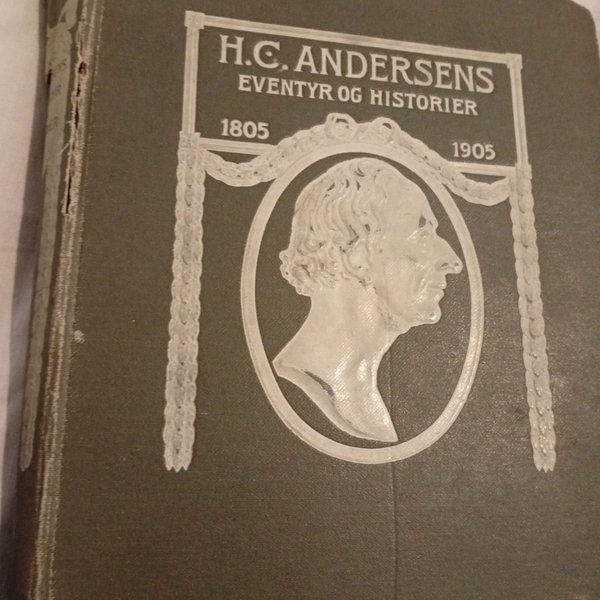 H.C. ANDERSENS
EVENTYR OG HISTORIER
1805
1905